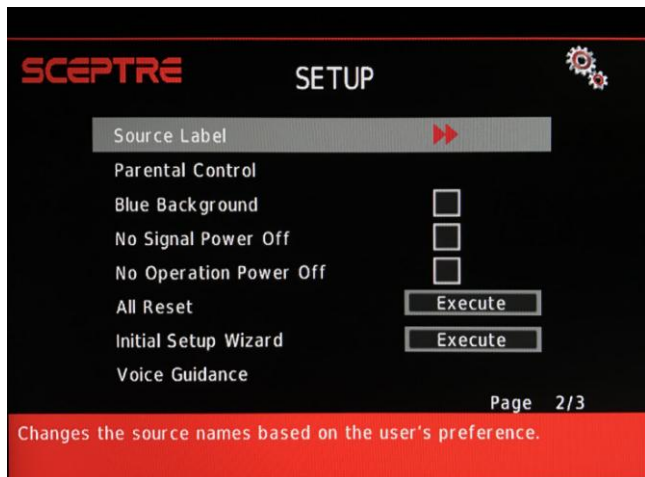 SCEPTRE
SETUP
Source Label
Parental Control
Blue Background
No Signal Power Off
No Operation Power Off
All Reset Execute
Initial Setup Wizard Execute
Voice Guidance
Page 2/3
Changes the source names based on the user's preference.